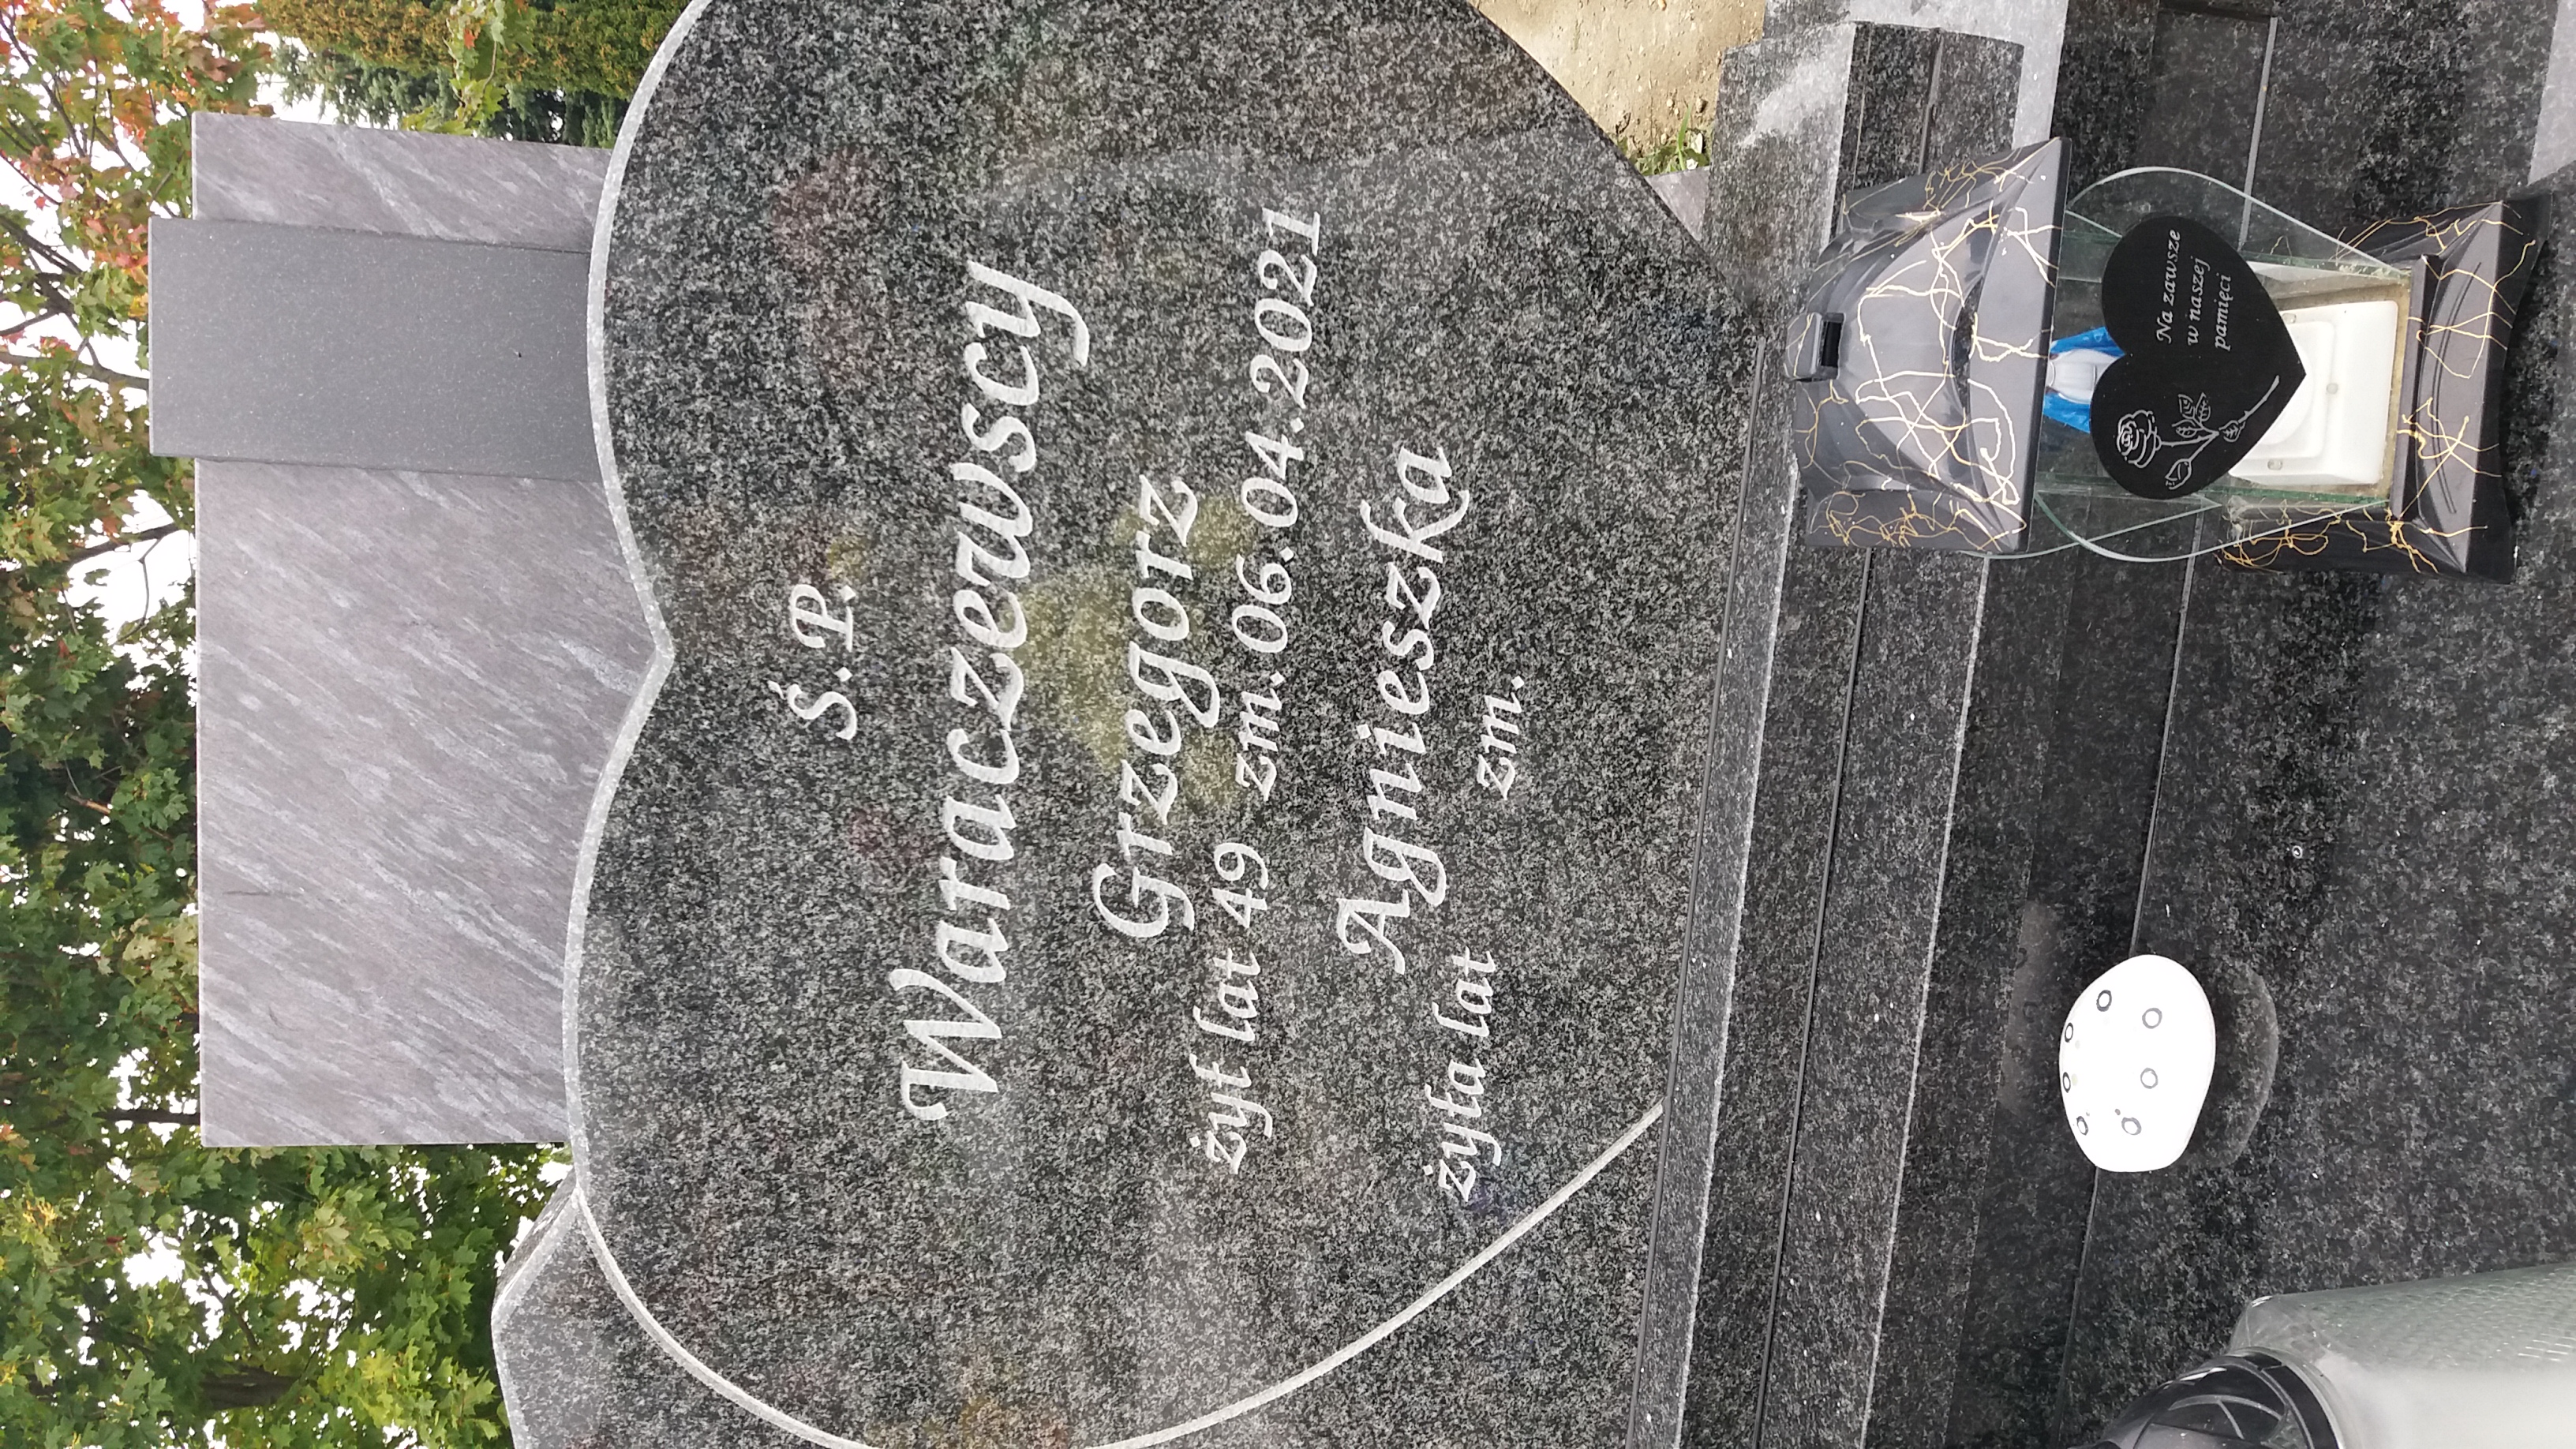 Ś.P.
Waraczewscy
Grzegorz
żył lat 49 zm. 06.04.2021
Agnieszka
żyła lat zm.
Na zawsze
w naszej
pamięci